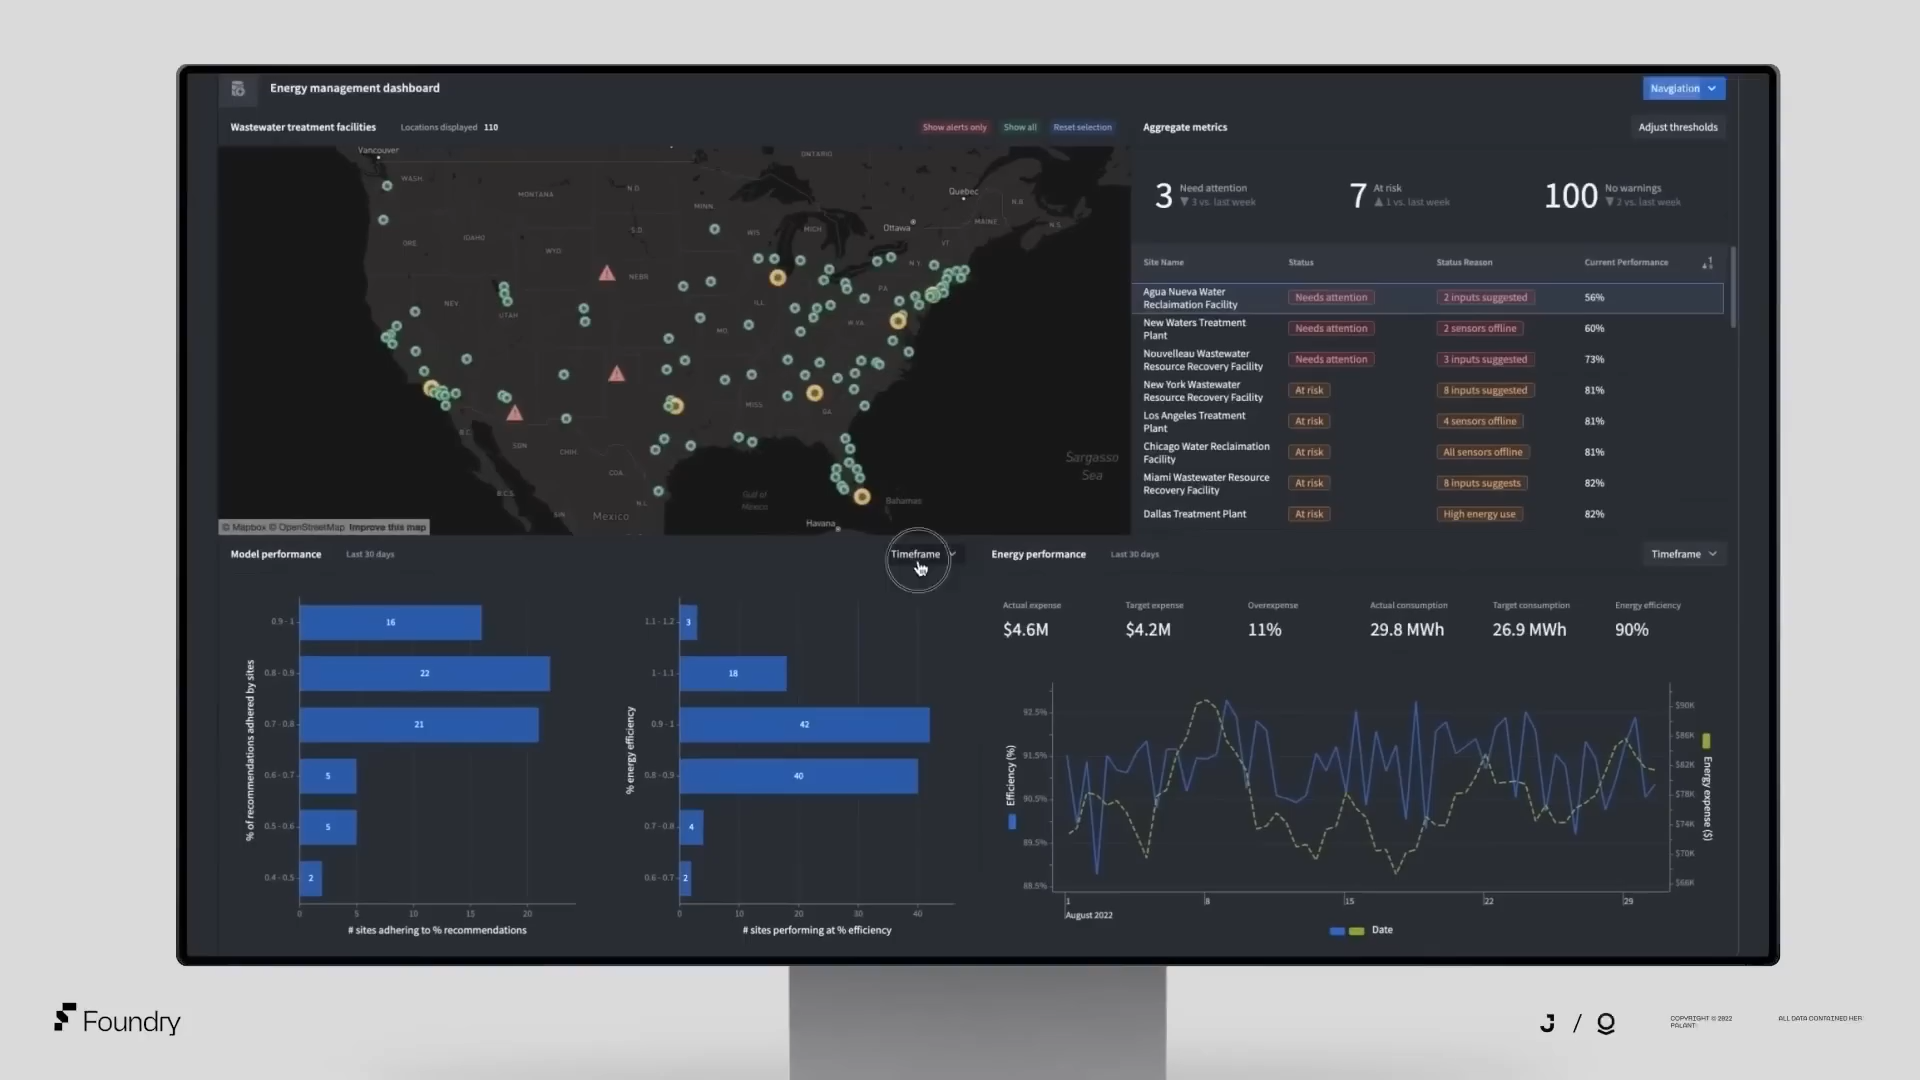 Energy management dashboard
Navgiation
Wastewater treatment facilities
Locations displayed 110
Show alerts only
Show all
Reset selection
Aggregate metrics
Adjust thresholds
Vancouver
WASH.
MONTANA
N.D.
MINN.
ONTARIO
Quebec
N.B.
MAINE
N.S.
Ottawa
VT
ORE.
IDAHO
WYO
S.D.
WIS
MICH
N.Y.
NEBR
NEV.
UTAH
ILL
PA
MO.
W.VA
MISS
GA
B.C.
SON
CHIH.
COA.
B.C.S.
SIN
N.L.
Mexico
Gulf of
Mexico
Bahamas
Havana
Sargasso
Sea
© Mapbox © OpenStreetMap Improve this map
3 Need attention
3 vs. last week
7 At risk
1 vs. last week
100 No warnings
2 vs. last week
Site Name Status Status Reason Current Performance
Agua Nueva Water
Reclaimation Facility
Needs attention 2 inputs suggested 56%
New Waters Treatment
Plant
Needs attention 2 sensors offline 60%
Nouvelleau Wastewater
Resource Recovery Facility
Needs attention 3 inputs suggested 73%
New York Wastewater
Resource Recovery Facility
At risk 8 inputs suggested 81%
Los Angeles Treatment
Plant
At risk 4 sensors offline 81%
Chicago Water Reclaimation
Facility
At risk All sensors offline 81%
Miami Wastewater Resource
Recovery Facility
At risk 8 inputs suggests 82%
Dallas Treatment Plant At risk High energy use 82%
Model performance Last 30 days
Timeframe
% of recommendations adhered by sites
0.9 - 1 16
0.8 - 0.9 22
0.7 - 0.8 21
0.6 - 0.7 5
0.5 - 0.6 5
0.4 - 0.5 2
0 5 10 15 20
# sites adhering to % recommendations
% energy efficiency
1.1 - 1.2 3
1 - 1.1 18
0.9 - 1 42
0.8 - 0.9 40
0.7 - 0.8 4
0.6 - 0.7 2
0 10 20 30 40
# sites performing at % efficiency
Energy performance Last 30 days
Timeframe
Actual expense
$4.6M
Target expense
$4.2M
Overexpense
11%
Actual consumption
29.8 MWh
Target consumption
26.9 MWh
Energy efficiency
90%
Efficiency (%)
92.5%
91.5%
90.5%
89.5%
88.5%
$90K
$86K
$82K
$78K
$74K
$70K
$66K
Energy expense ($)
1 8 15 22 29
August 2022
Date
Foundry
J /
COPYRIGHT © 2022
PALANT
ALL DATA CONTAINED HER